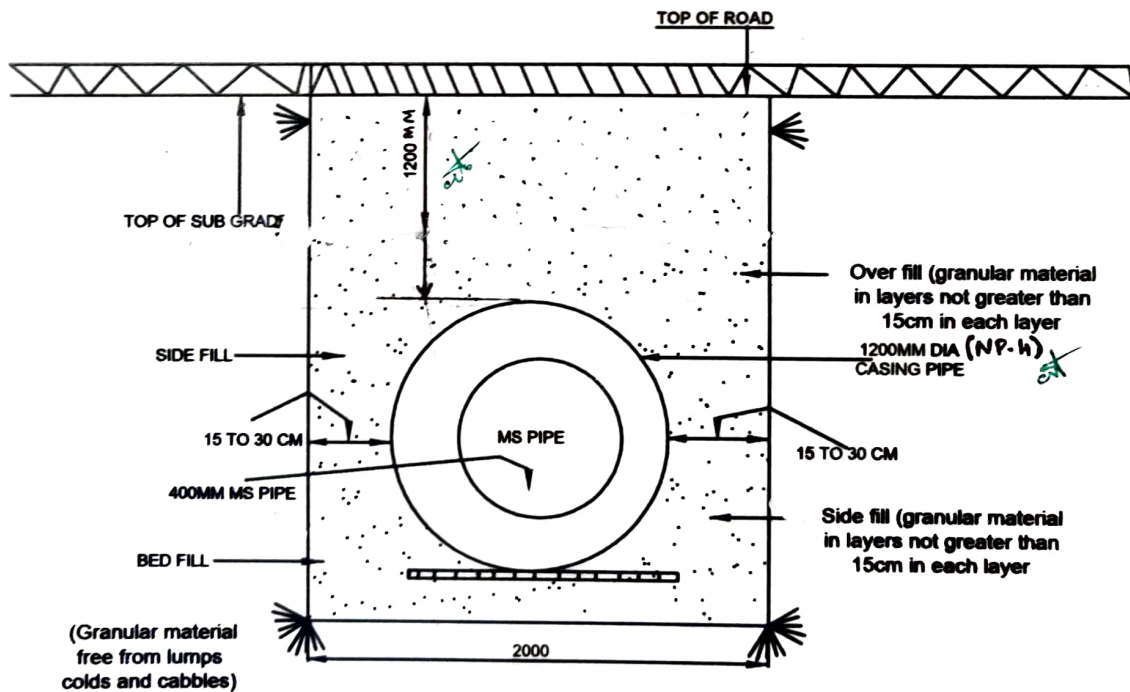 TOP OF ROAD
1200 MM
TOP OF SUB GRAD
Over fill (granular material
in layers not greater than
15cm in each layer
1200MM DIA (NP-4)
CASING PIPE
SIDE FILL
15 TO 30 CM
MS PIPE
15 TO 30 CM
400MM MS PIPE
Side fill (granular material
in layers not greater than
15cm in each layer
BED FILL
(Granular material
free from lumps
colds and cabbles)
2000